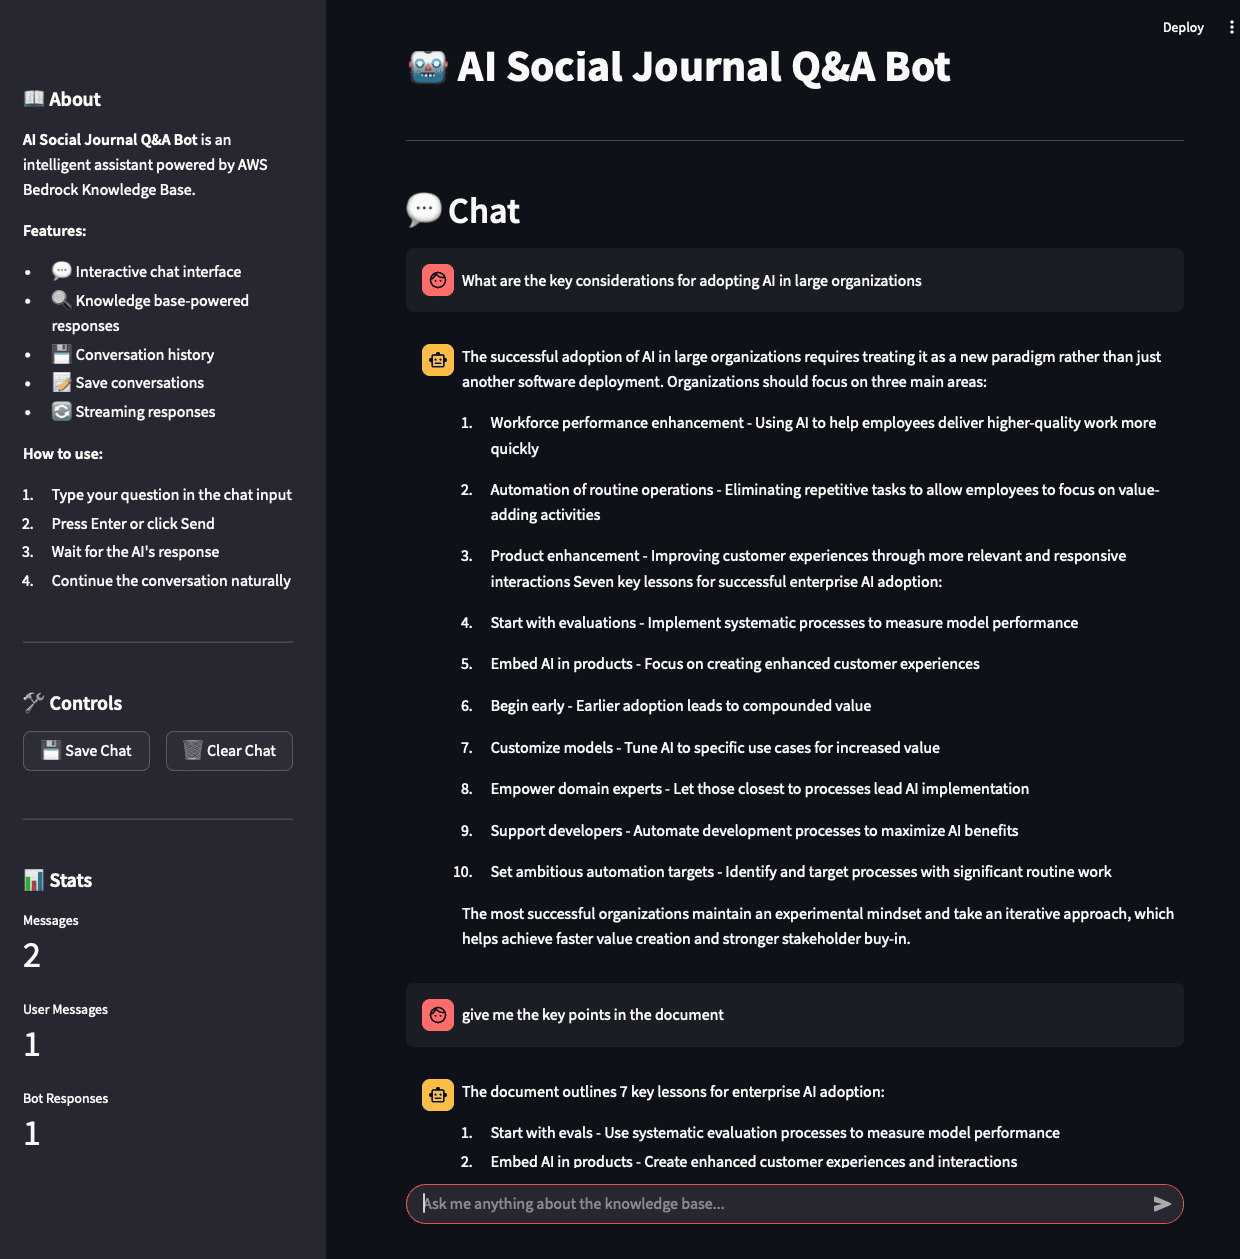 Deploy
AI Social Journal Q&A Bot
About
AI Social Journal Q&A Bot is an
intelligent assistant powered by AWS
Bedrock Knowledge Base.
Features:
• Interactive chat interface
• Knowledge base-powered
responses
• Conversation history
• Save conversations
• Streaming responses
How to use:
1. Type your question in the chat input
2. Press Enter or click Send
3. Wait for the AI's response
4. Continue the conversation naturally
Controls
Save Chat
Clear Chat
Stats
Messages
2
User Messages
1
Bot Responses
1
Chat
What are the key considerations for adopting AI in large organizations
The successful adoption of AI in large organizations requires treating it as a new paradigm rather than just
another software deployment. Organizations should focus on three main areas:
1. Workforce performance enhancement - Using AI to help employees deliver higher-quality work more
quickly
2. Automation of routine operations - Eliminating repetitive tasks to allow employees to focus on value-
adding activities
3. Product enhancement - Improving customer experiences through more relevant and responsive
interactions Seven key lessons for successful enterprise AI adoption:
4. Start with evaluations - Implement systematic processes to measure model performance
5. Embed AI in products - Focus on creating enhanced customer experiences
6. Begin early - Earlier adoption leads to compounded value
7. Customize models - Tune AI to specific use cases for increased value
8. Empower domain experts - Let those closest to processes lead AI implementation
9. Support developers - Automate development processes to maximize AI benefits
10. Set ambitious automation targets - Identify and target processes with significant routine work
The most successful organizations maintain an experimental mindset and take an iterative approach, which
helps achieve faster value creation and stronger stakeholder buy-in.
give me the key points in the document
The document outlines 7 key lessons for enterprise AI adoption:
1. Start with evals - Use systematic evaluation processes to measure model performance
2. Embed AI in products - Create enhanced customer experiences and interactions
Ask me anything about the knowledge base...